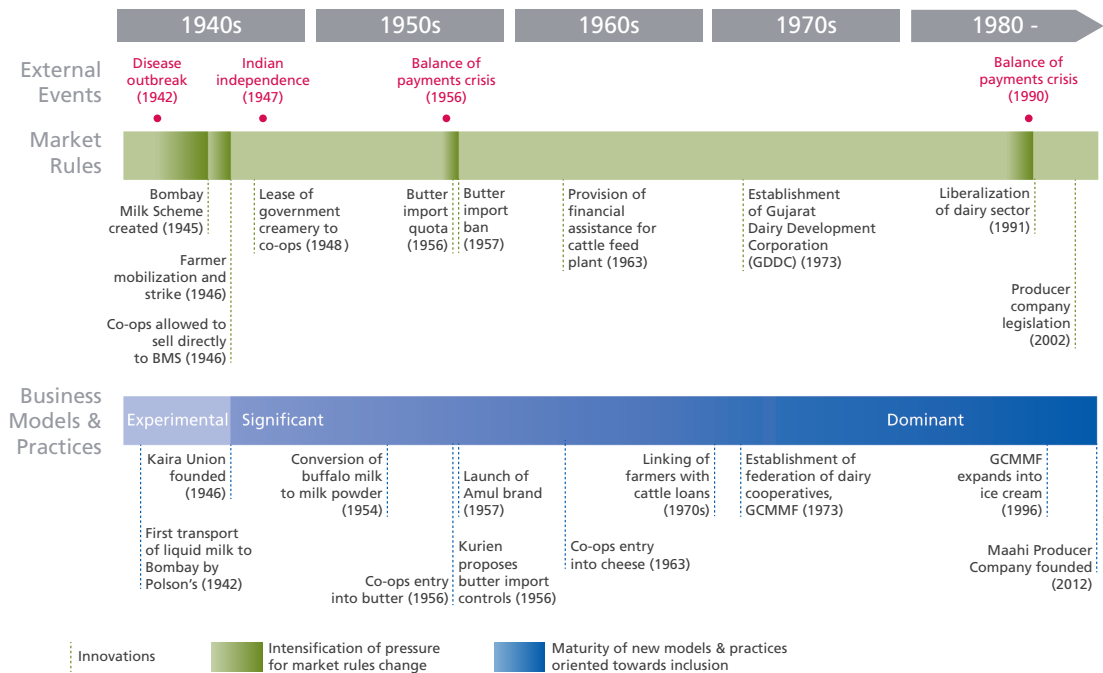 1940s
1950s
1960s
1970s
1980 -
External
Events
Disease
outbreak
(1942)
Indian
independence
(1947)
Balance of
payments crisis
(1956)
Balance of
payments crisis
(1990)
Market
Rules
Bombay
Milk Scheme
created (1945)
Farmer
mobilization and
strike (1946)
Co-ops allowed to
sell directly
to BMS (1946)
Lease of
government
creamery to
co-ops (1948)
Butter
import
quota
(1956)
Butter
import
ban
(1957)
Provision of
financial
assistance for
cattle feed
plant (1963)
Establishment
of Gujarat
Dairy Development
Corporation
(GDDC) (1973)
Liberalization
of dairy sector
(1991)
Producer
company
legislation
(2002)
Business
Models &
Practices
Experimental
Significant
Dominant
Kaira Union
founded
(1946)
First transport
of liquid milk to
Bombay by
Polson's (1942)
Conversion of
buffalo milk
to milk powder
(1954)
Co-ops entry
into butter (1956)
Launch of
Amul brand
(1957)
Kurien
proposes
butter import
controls (1956)
Co-ops entry
into cheese (1963)
Linking of
farmers with
cattle loans
(1970s)
Establishment of
federation of dairy
cooperatives,
GCMMF (1973)
GCMMF
expands into
ice cream
(1996)
Maahi Producer
Company founded
(2012)
Innovations
Intensification of pressure
for market rules change
Maturity of new models & practices
oriented towards inclusion